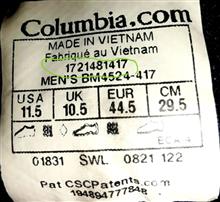 Columbia.com
MADE IN VIETNAM
Fabriqué au Vietnam
1721481417
MEN'S BM4524-417
USA UK EUR CM
11.5 10.5 44.5 29.5
01831 SWL 0821 122
Pat CSCPatents.com
194894777848